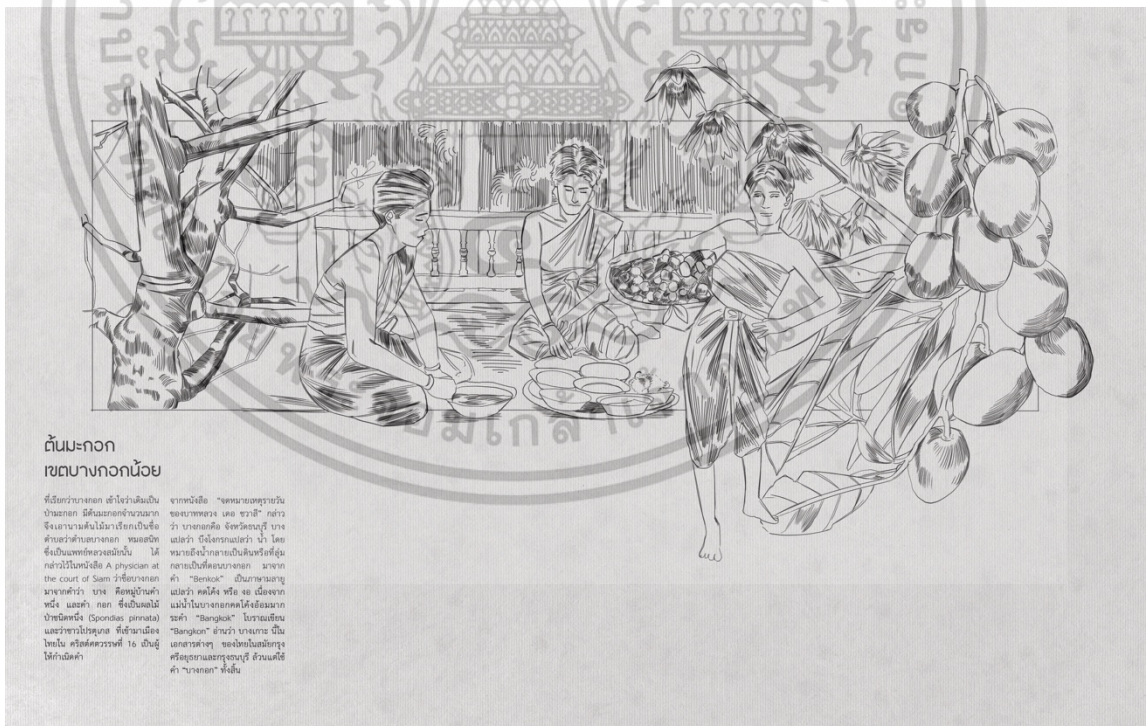 ต้นมะกอก
เขตบางกอกน้อย
ที่เรียกว่าบางกอก เข้าใจว่าเดิมเป็น
ป่ามะกอก มีต้นมะกอกจำนวนมาก
จึงเอานามต้นไม้มาเรียกเป็นชื่อ
ตำบลว่าตำบลบางกอก หมอสนิท
ซึ่งเป็นแพทย์หลวงสมัยนั้น ได้
กล่าวไว้ในหนังสือ A physician at
the court of Siam ว่าชื่อบางกอก
มาจากคำว่า บาง คือหมู่บ้านคำ
หนึ่ง และคำ กอก ซึ่งเป็นผลไม้
ป่าชนิดหนึ่ง (Spondias pinnata)
และว่าชาวโปรตุเกส ที่เข้ามาเมือง
ไทยใน คริสต์ศตวรรษที่ 16 เป็นผู้
ให้กำเนิดคำ
จากหนังสือ "จดหมายเหตุรายวัน
ของบาทหลวง เดอ ชวาสี" กล่าว
ว่า บางกอกคือ จังหวัดธนบุรี บาง
แปลว่า บึงโงกรกแปลว่า น้ำ โดย
หมายถึงน้ำกลายเป็นดินหรือที่ลุ่ม
กลายเป็นที่ดอนบางกอก มาจาก
คำ "Benkok" เป็นภาษามลายู
แปลว่า คดโค้ง หรือ งอ เนื่องจาก
แม่น้ำในบางกอกคดโค้งอ้อมมาก
ระคำ "Bangkok" โบราณเขียน
"Bangkon" อ่านว่า บางเกาะ นี้ใน
เอกสารต่างๆ ของไทยในสมัยกรุง
ศรีอยุธยาและกรุงธนบุรี ล้วนแต่ใช้
คำ "บางกอก" ทั้งสิ้น